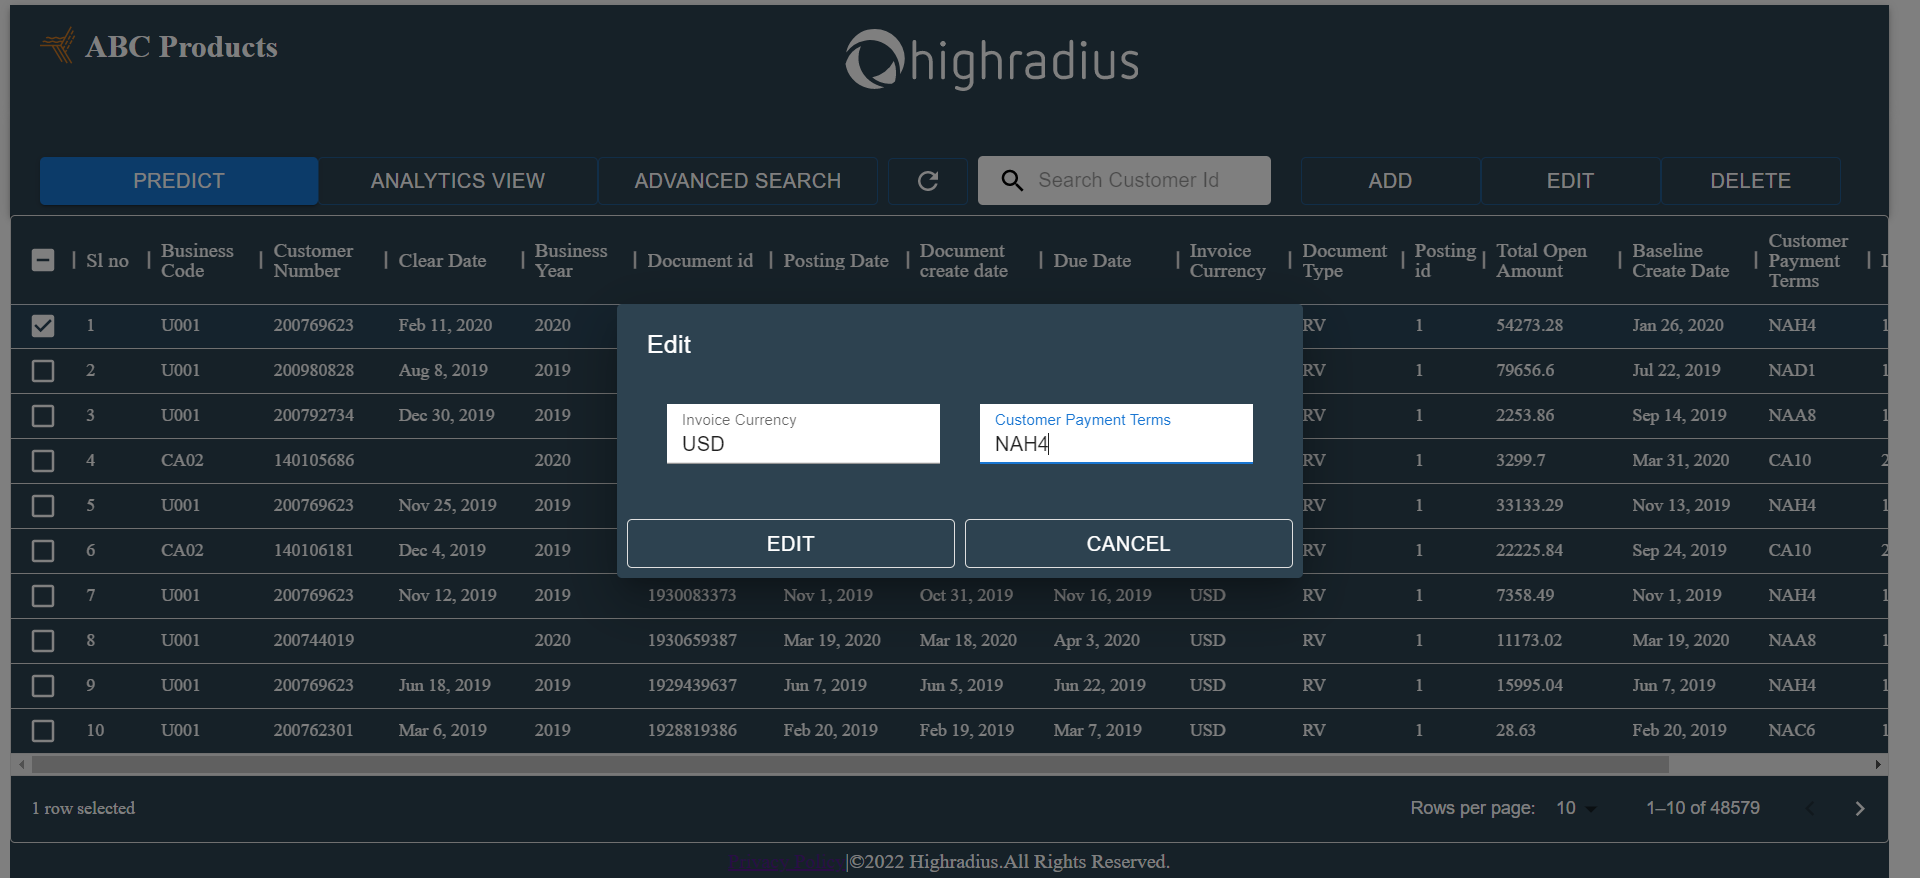 ABC Products
highradius
PREDICT ANALYTICS VIEW ADVANCED SEARCH Search Customer Id ADD EDIT DELETE
Sl no Business Code Customer Number Clear Date Business Year Document id Posting Date Document create date Due Date Invoice Currency Document Type Posting id Total Open Amount Baseline Create Date Customer Payment Terms
1 U001 200769623 Feb 11, 2020 2020 RV 1 54273.28 Jan 26, 2020 NAH4
2 U001 200980828 Aug 8, 2019 2019 RV 1 79656.6 Jul 22, 2019 NAD1
3 U001 200792734 Dec 30, 2019 2019 RV 1 2253.86 Sep 14, 2019 NAA8
4 CA02 140105686 2020 RV 1 3299.7 Mar 31, 2020 CA10
5 U001 200769623 Nov 25, 2019 2019 RV 1 33133.29 Nov 13, 2019 NAH4
6 CA02 140106181 Dec 4, 2019 2019 RV 1 22225.84 Sep 24, 2019 CA10
7 U001 200769623 Nov 12, 2019 2019 1930083373 Nov 1, 2019 Oct 31, 2019 Nov 16, 2019 USD RV 1 7358.49 Nov 1, 2019 NAH4
8 U001 200744019 2020 1930659387 Mar 19, 2020 Mar 18, 2020 Apr 3, 2020 USD RV 1 11173.02 Mar 19, 2020 NAA8
9 U001 200769623 Jun 18, 2019 2019 1929439637 Jun 7, 2019 Jun 5, 2019 Jun 22, 2019 USD RV 1 15995.04 Jun 7, 2019 NAH4
10 U001 200762301 Mar 6, 2019 2019 1928819386 Feb 20, 2019 Feb 19, 2019 Mar 7, 2019 USD RV 1 28.63 Feb 20, 2019 NAC6
Edit
Invoice Currency Customer Payment Terms
USD NAH4
EDIT CANCEL
1 row selected Rows per page: 10 1–10 of 48579
Privacy Policy|©2022 Highradius.All Rights Reserved.